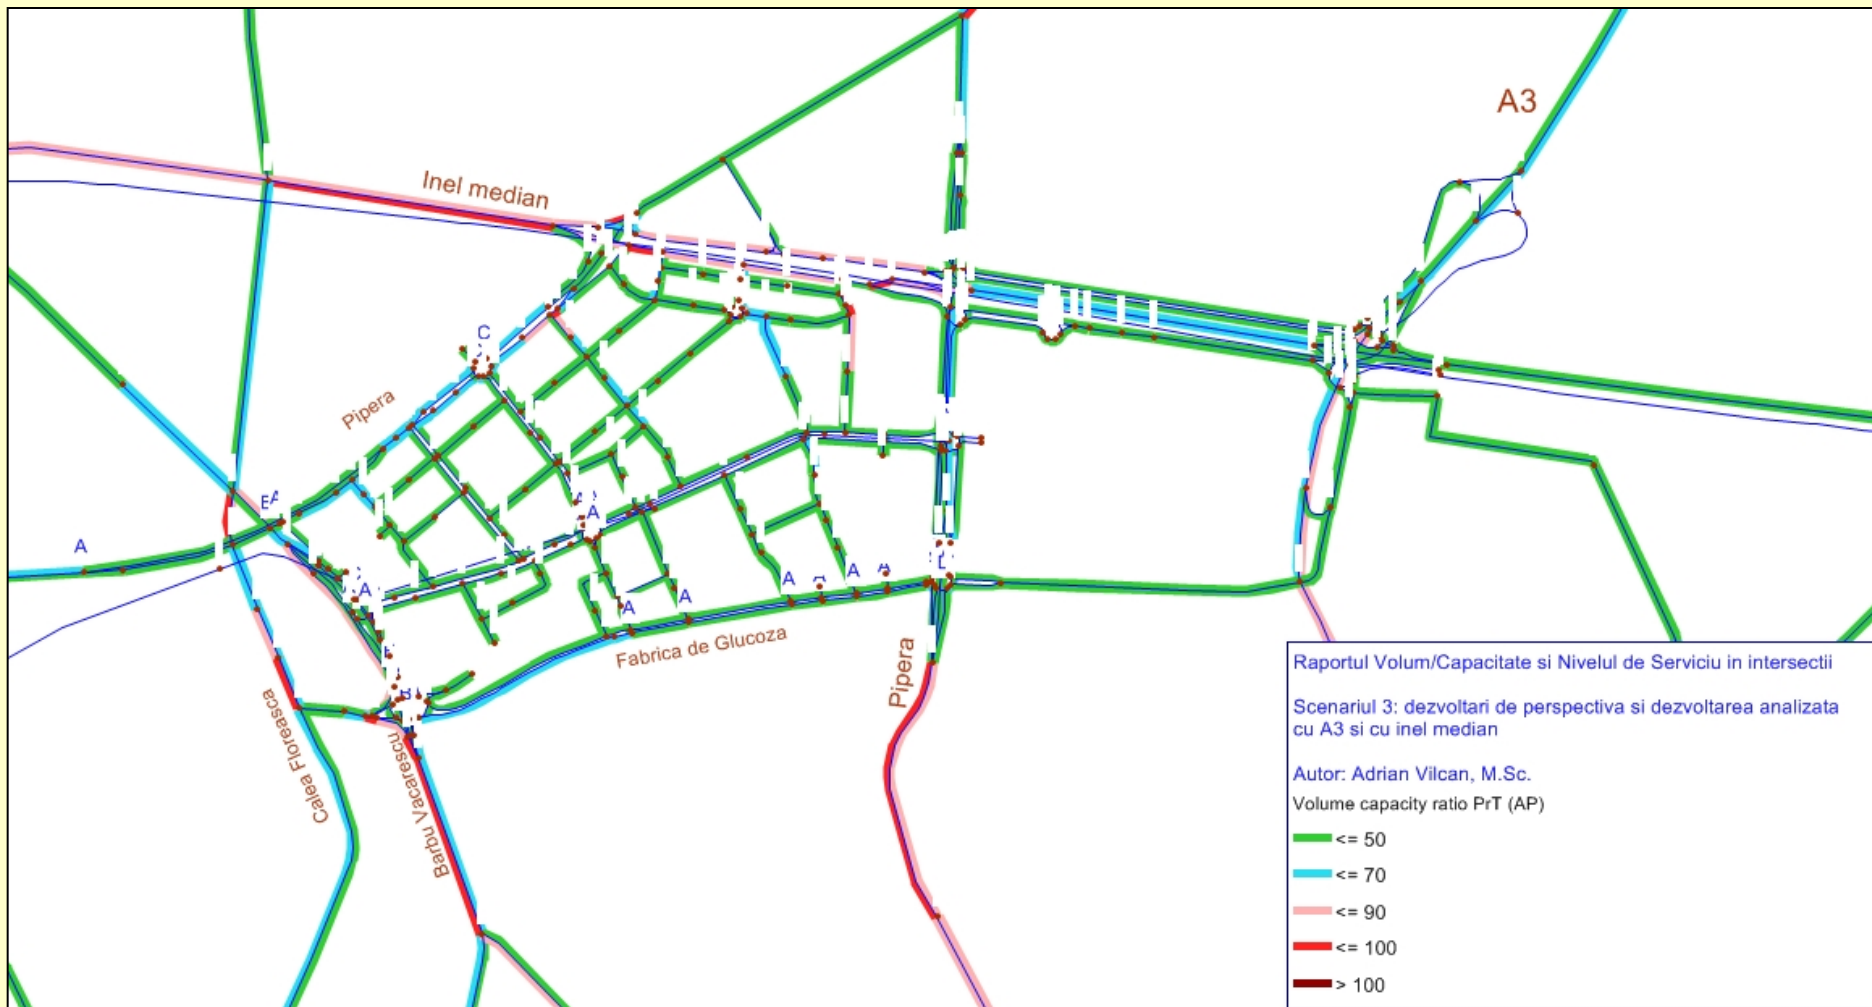 A3
Inel median
C
Pipera
A
A
A
A
A
A
A
A
A
Fabrica de Glucoza
Pipera
Calea Floreasca
Barbu Vacarescu
Raportul Volum/Capacitate si Nivelul de Serviciu in intersectii
Scenariul 3: dezvoltari de perspectiva si dezvoltarea analizata
cu A3 si cu inel median
Autor: Adrian Vilcan, M.Sc.
Volume capacity ratio PrT (AP)
<= 50
<= 70
<= 90
<= 100
> 100